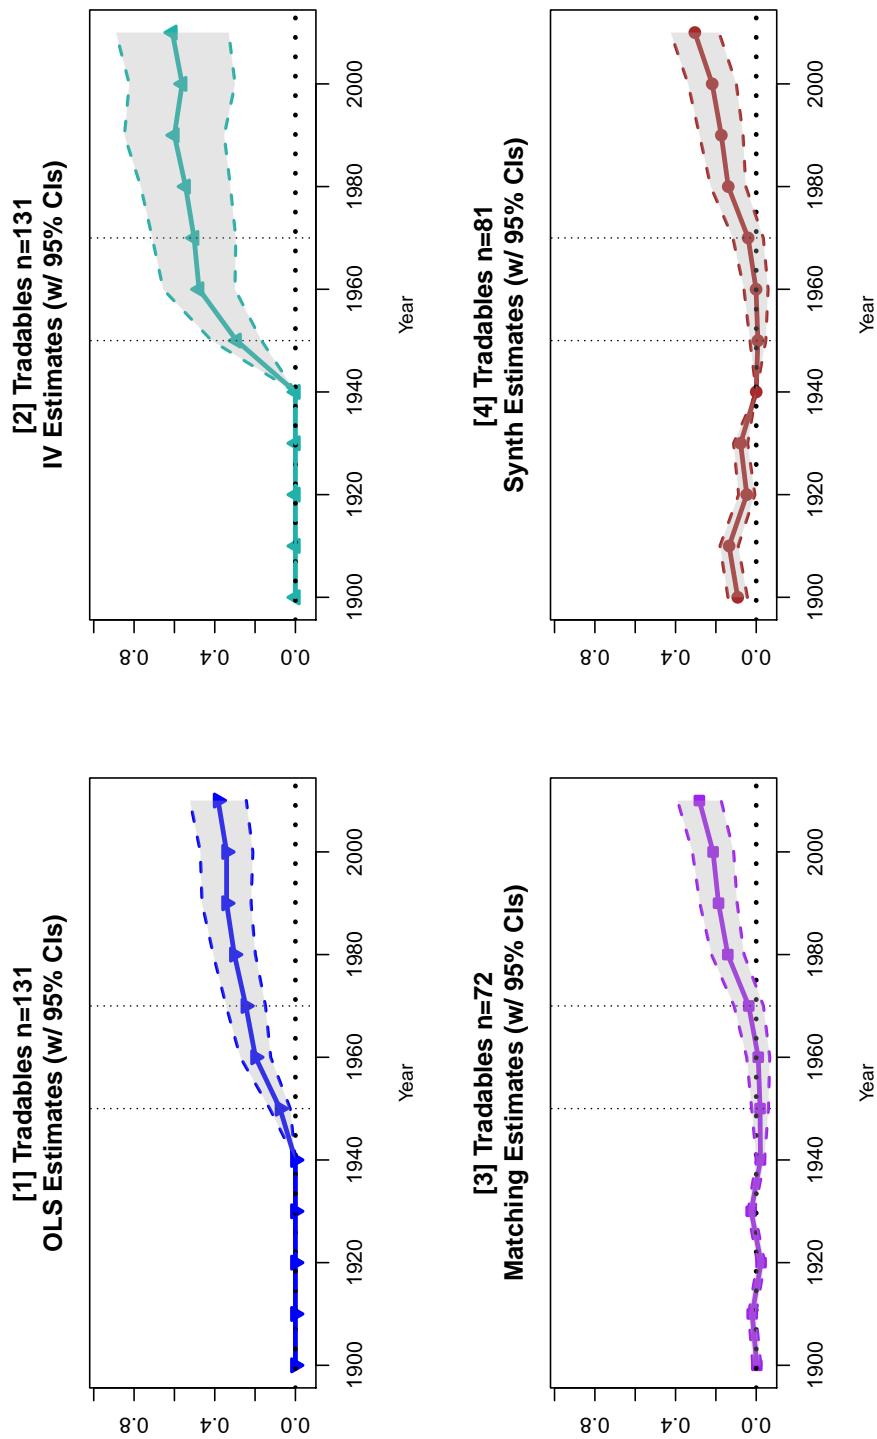 [1] Tradables n=131
OLS Estimates (w/ 95% CIs)
0.8
0.4
0.0
1900 1920 1940 1960 1980 2000
Year
[2] Tradables n=131
IV Estimates (w/ 95% CIs)
0.8
0.4
0.0
1900 1920 1940 1960 1980 2000
Year
[3] Tradables n=72
Matching Estimates (w/ 95% CIs)
0.8
0.4
0.0
1900 1920 1940 1960 1980 2000
Year
[4] Tradables n=81
Synth Estimates (w/ 95% CIs)
0.8
0.4
0.0
1900 1920 1940 1960 1980 2000
Year